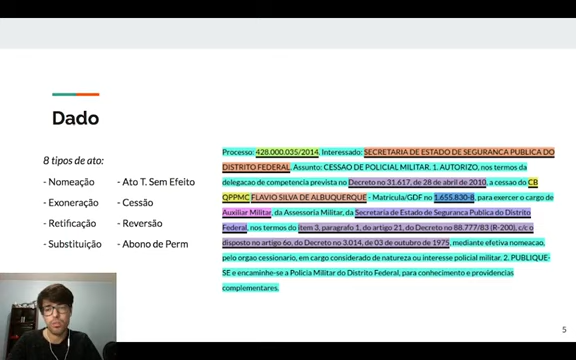 Dado
8 tipos de ato:
- Nomeação
- Exoneração
- Retificação
- Substituição
- Ato T. Sem Efeito
- Cessão
- Reversão
- Abono de Perm
Processo: 428.000.035/2014. Interessado: SECRETARIA DE ESTADO DE SEGURANCA PUBLICA DO
DISTRITO FEDERAL. Assunto: CESSAO DE POLICIAL MILITAR. 1. AUTORIZO, nos termos da
delegacao de competencia prevista no Decreto no 31.617, de 28 de abril de 2010, a cessao do CB
QPPMC FLAVIO SILVA DE ALBUQUERQUE - Matricula/GDF no 1.655.830-8, para exercer o cargo de
Auxiliar Militar, da Assessoria Militar, da Secretaria de Estado de Seguranca Publica do Distrito
Federal, nos termos do item 3, paragrafo 1, do artigo 21, do Decreto no 88.777/83 (R-200), c/c o
disposto no artigo 6o, do Decreto no 3.014, de 03 de outubro de 1975, mediante efetiva nomeacao,
pelo orgao cessionario, em cargo considerado de natureza ou interesse policial militar. 2. PUBLIQUE-
SE e encaminhe-se a Policia Militar do Distrito Federal, para conhecimento e providencias
complementares.
5